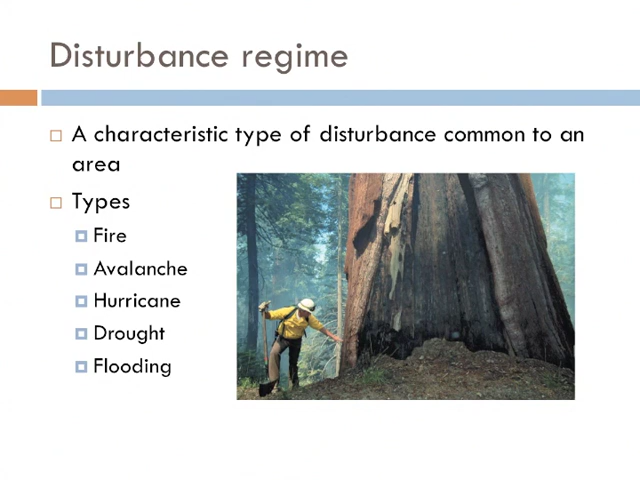 Disturbance regime
A characteristic type of disturbance common to an
area
Types
Fire
Avalanche
Hurricane
Drought
Flooding